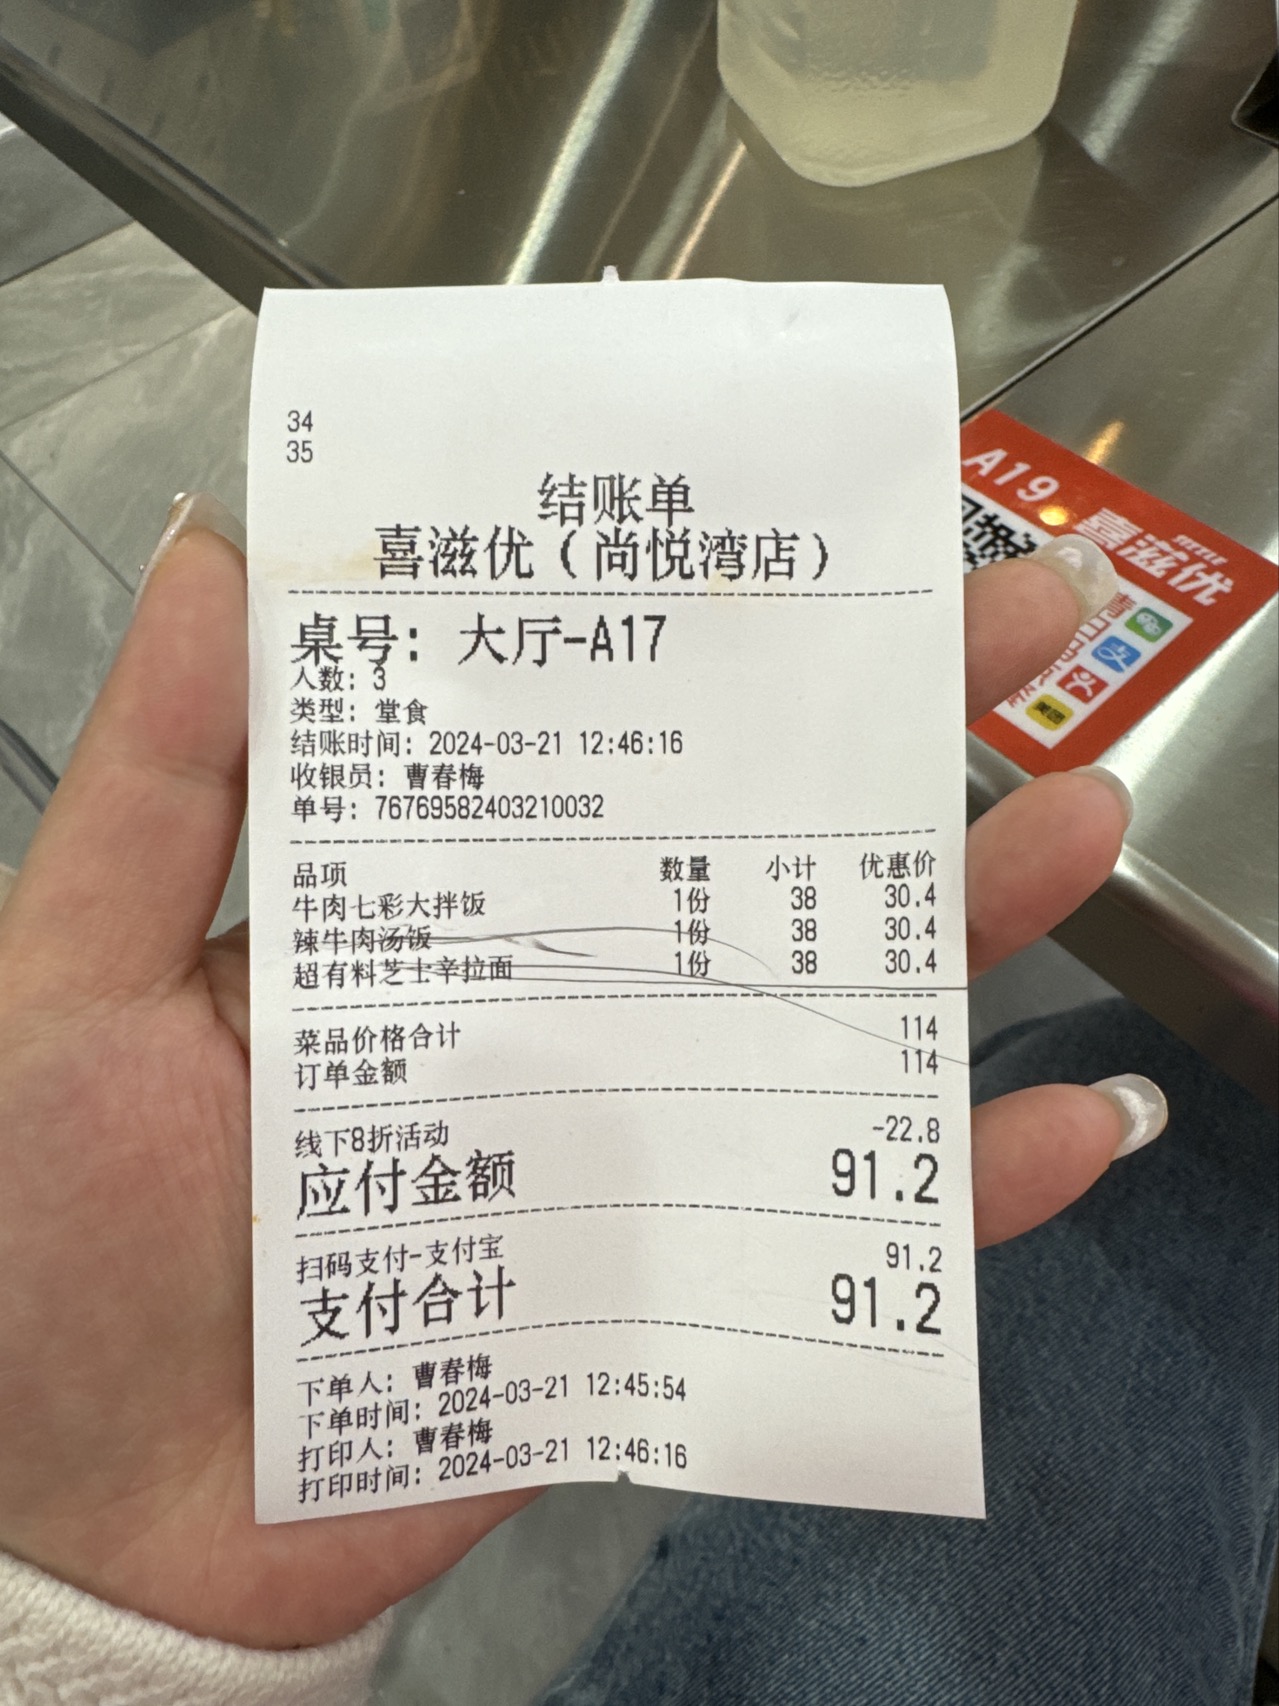 34
35
结账单
喜滋优（尚悦湾店）
桌号：大厅-A17
人数：3
类型：堂食
结账时间：2024-03-21 12:46:16
收银员：曹春梅
单号：76769582403210032
品项 数量 小计 优惠价
牛肉七彩大拌饭 1份 38 30.4
辣牛肉汤饭 1份 38 30.4
超有料芝士辛拉面 1份 38 30.4
菜品价格合计 114
订单金额 114
线下8折活动 -22.8
应付金额 91.2
扫码支付-支付宝 91.2
支付合计 91.2
下单人：曹春梅
下单时间：2024-03-21 12:45:54
打印人：曹春梅
打印时间：2024-03-21 12:46:16
A19
喜滋优
支
美团